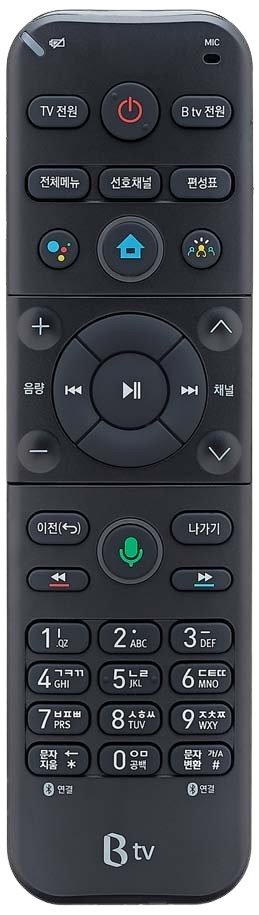 MIC
TV 전원
B tv 전원
전체메뉴
선호채널
편성표
+
음량
채널
−
이전(↩)
나가기
1 ㅣ .QZ
2 · ABC
3 ㅡ DEF
4 ㄱㅋㄲ GHI
5 ㄴㄹ JKL
6 ㄷㅌㄸ MNO
7 ㅂㅍㅃ PRS
8 ㅅㅎㅆ TUV
9 ㅈㅊㅉ WXY
문자지움 ← *
0 ㅇㅁ 공백
문자변환 가/A #
연결
연결
B tv